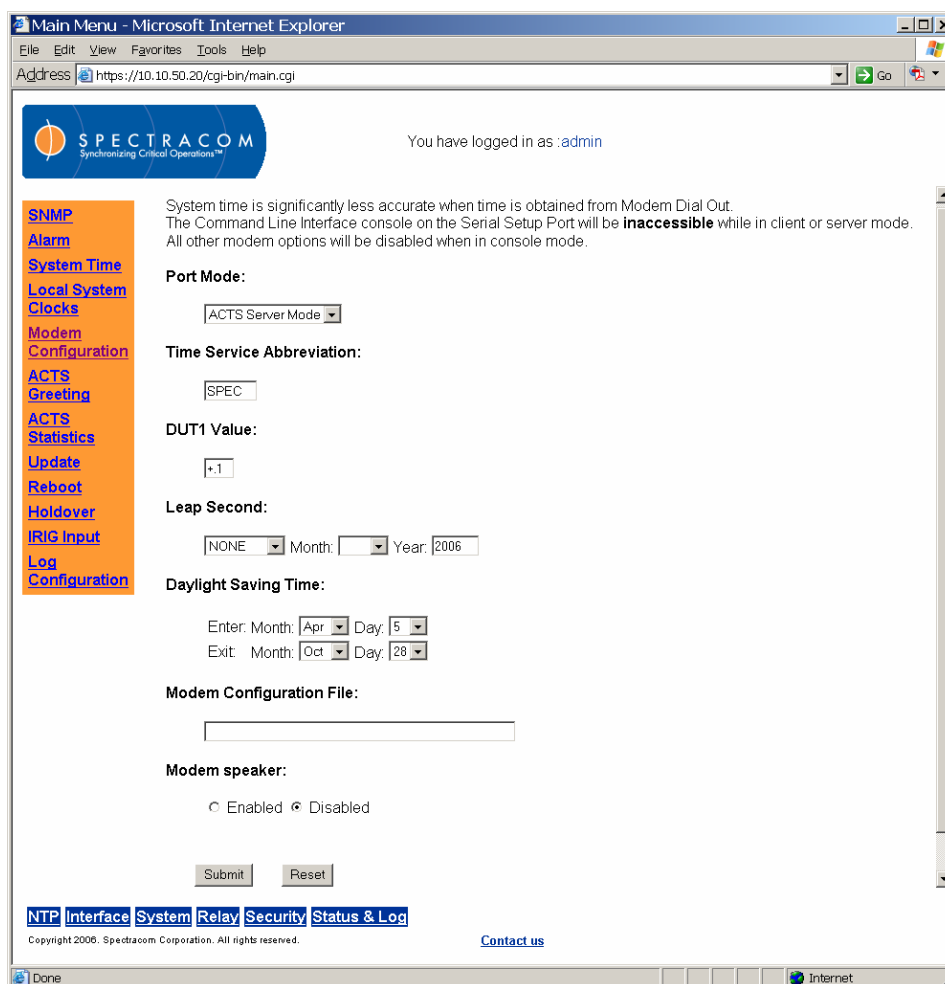 Main Menu - Microsoft Internet Explorer
File Edit View Favorites Tools Help
Address https://10.10.50.20/cgi-bin/main.cgi Go
SPECTRACOM
Synchronizing Critical Operations™
You have logged in as :admin
SNMP
Alarm
System Time
Local System
Clocks
Modem
Configuration
ACTS
Greeting
ACTS
Statistics
Update
Reboot
Holdover
IRIG Input
Log
Configuration
System time is significantly less accurate when time is obtained from Modem Dial Out.
The Command Line Interface console on the Serial Setup Port will be inaccessible while in client or server mode.
All other modem options will be disabled when in console mode.
Port Mode:
ACTS Server Mode
Time Service Abbreviation:
SPEC
DUT1 Value:
+.1
Leap Second:
NONE Month: Year: 2006
Daylight Saving Time:
Enter: Month: Apr Day: 5
Exit: Month: Oct Day: 28
Modem Configuration File:
Modem speaker:
Enabled Disabled
Submit Reset
NTP Interface System Relay Security Status & Log
Copyright 2006. Spectracom Corporation. All rights reserved. Contact us
Done Internet